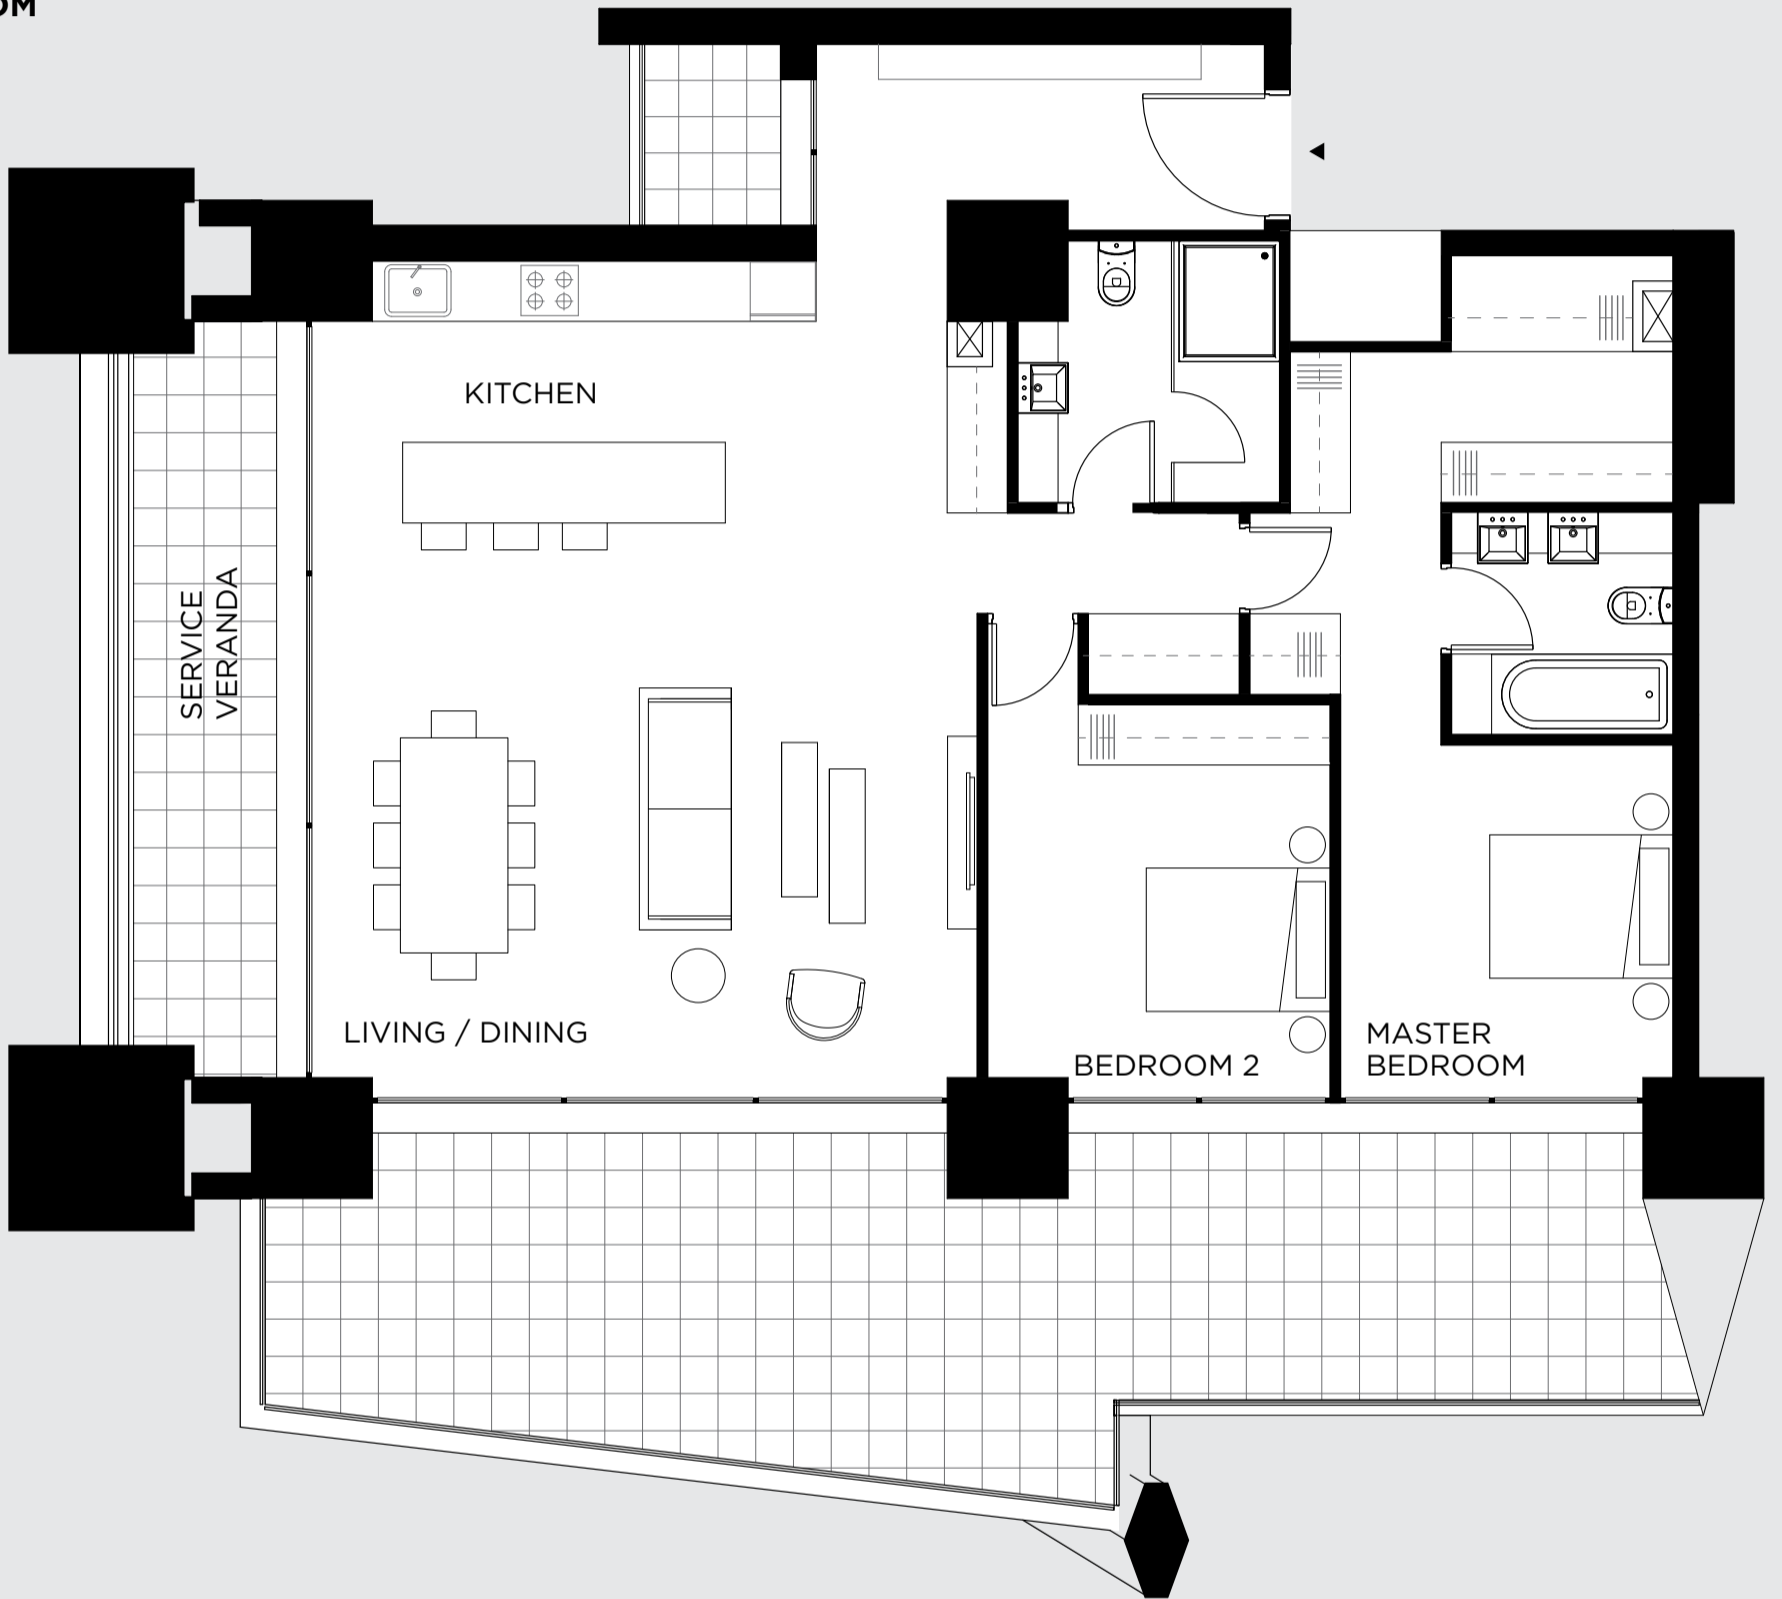 KITCHEN
SERVICE
VERANDA
LIVING / DINING
BEDROOM 2
MASTER
BEDROOM